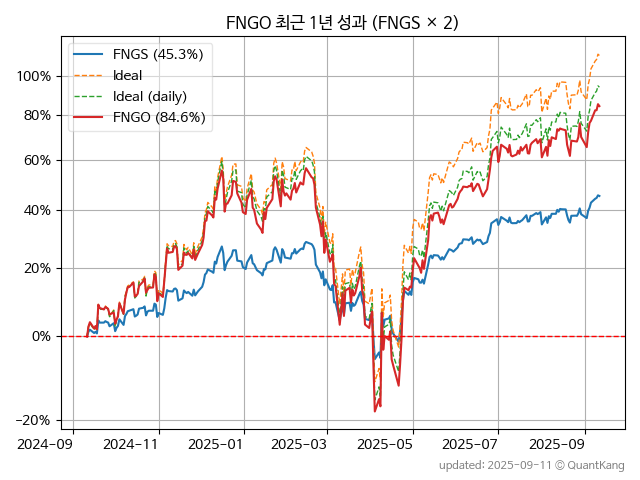 FNGO 최근 1년 성과 (FNGS × 2)
FNGS (45.3%)
Ideal
Ideal (daily)
FNGO (84.6%)
100%
80%
60%
40%
20%
0%
−20%
2024-09
2024-11
2025-01
2025-03
2025-05
2025-07
2025-09
updated: 2025-09-11 © QuantKang